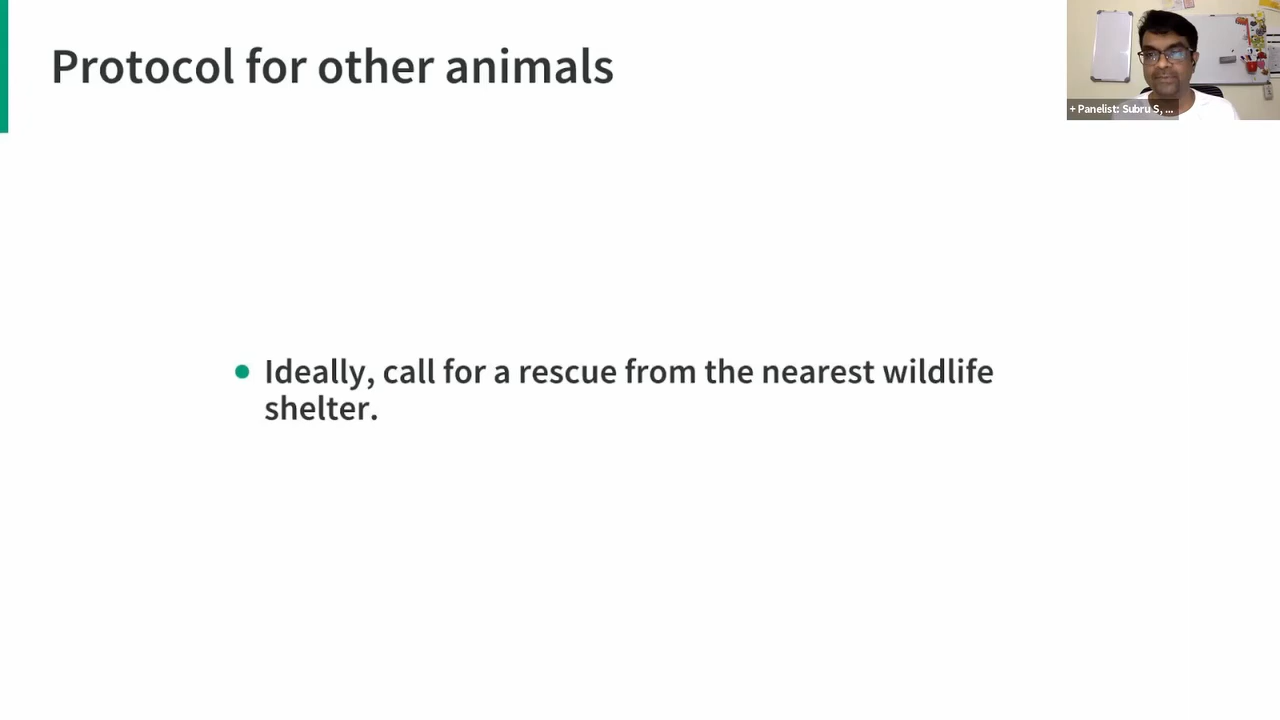 Protocol for other animals
+ Panelist: Subru S, ...
Ideally, call for a rescue from the nearest wildlife
shelter.